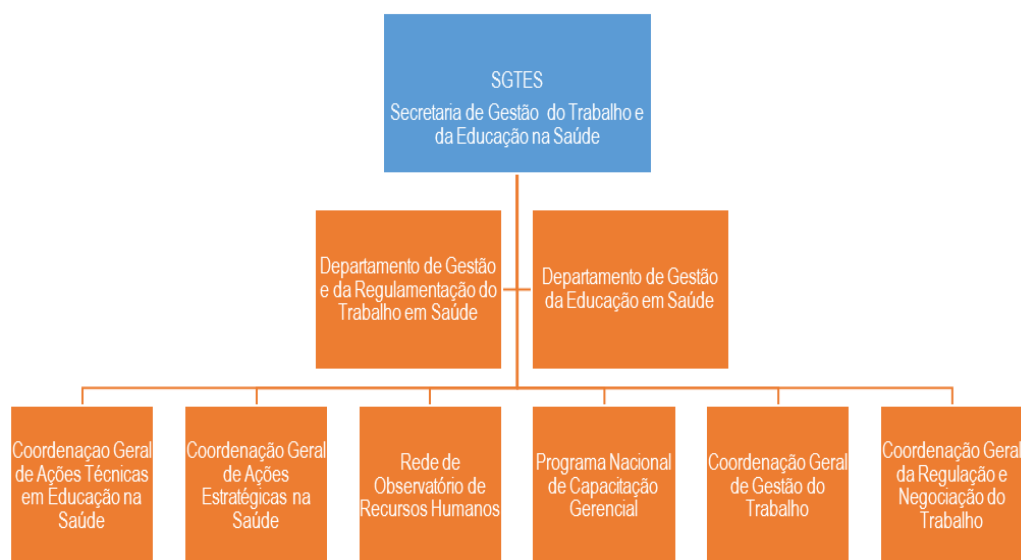 SGTES
Secretaria de Gestão do Trabalho e
da Educação na Saúde
Departamento de Gestão
e da Regulamentação do
Trabalho em Saúde
Departamento de Gestão
da Educação em Saúde
Coordenaçao Geral
de Ações Técnicas
em Educação na
Saúde
Coordenação Geral
de Ações
Estratégicas na
Saúde
Rede de
Observatório de
Recursos Humanos
Programa Nacional
de Capacitação
Gerencial
Coordenação Geral
de Gestão do
Trabalho
Coordenação Geral
da Regulação e
Negociação do
Trabalho